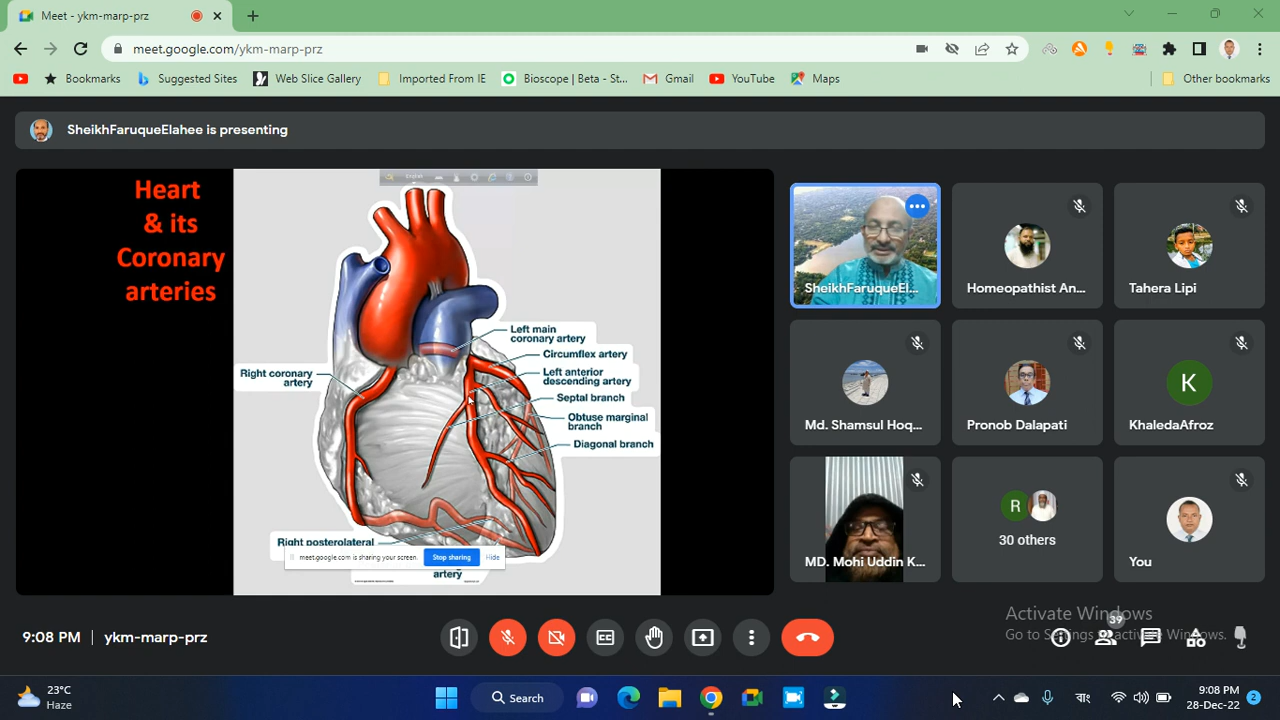 Meet - ykm-marp-prz
meet.google.com/ykm-marp-prz
Bookmarks
Suggested Sites
Web Slice Gallery
Imported From IE
Bioscope | Beta - St...
Gmail
YouTube
Maps
Other bookmarks
SheikhFaruqueElahee is presenting
Heart
& its
Coronary
arteries
English
Left main
coronary artery
Circumflex artery
Left anterior
descending artery
Septal branch
Obtuse marginal
branch
Diagonal branch
Right coronary
artery
Right posterolateral
artery
meet.google.com is sharing your screen.
Stop sharing
Hide
SheikhFaruqueEl...
Homeopathist An...
Tahera Lipi
Md. Shamsul Hoq...
Pronob Dalapati
K
KhaledaAfroz
MD. Mohi Uddin K...
R
30 others
You
9:08 PM | ykm-marp-prz
39
Activate Windows
Go to Settings to activate Windows.
23°C
Haze
Search
বাং
9:08 PM
28-Dec-22
2